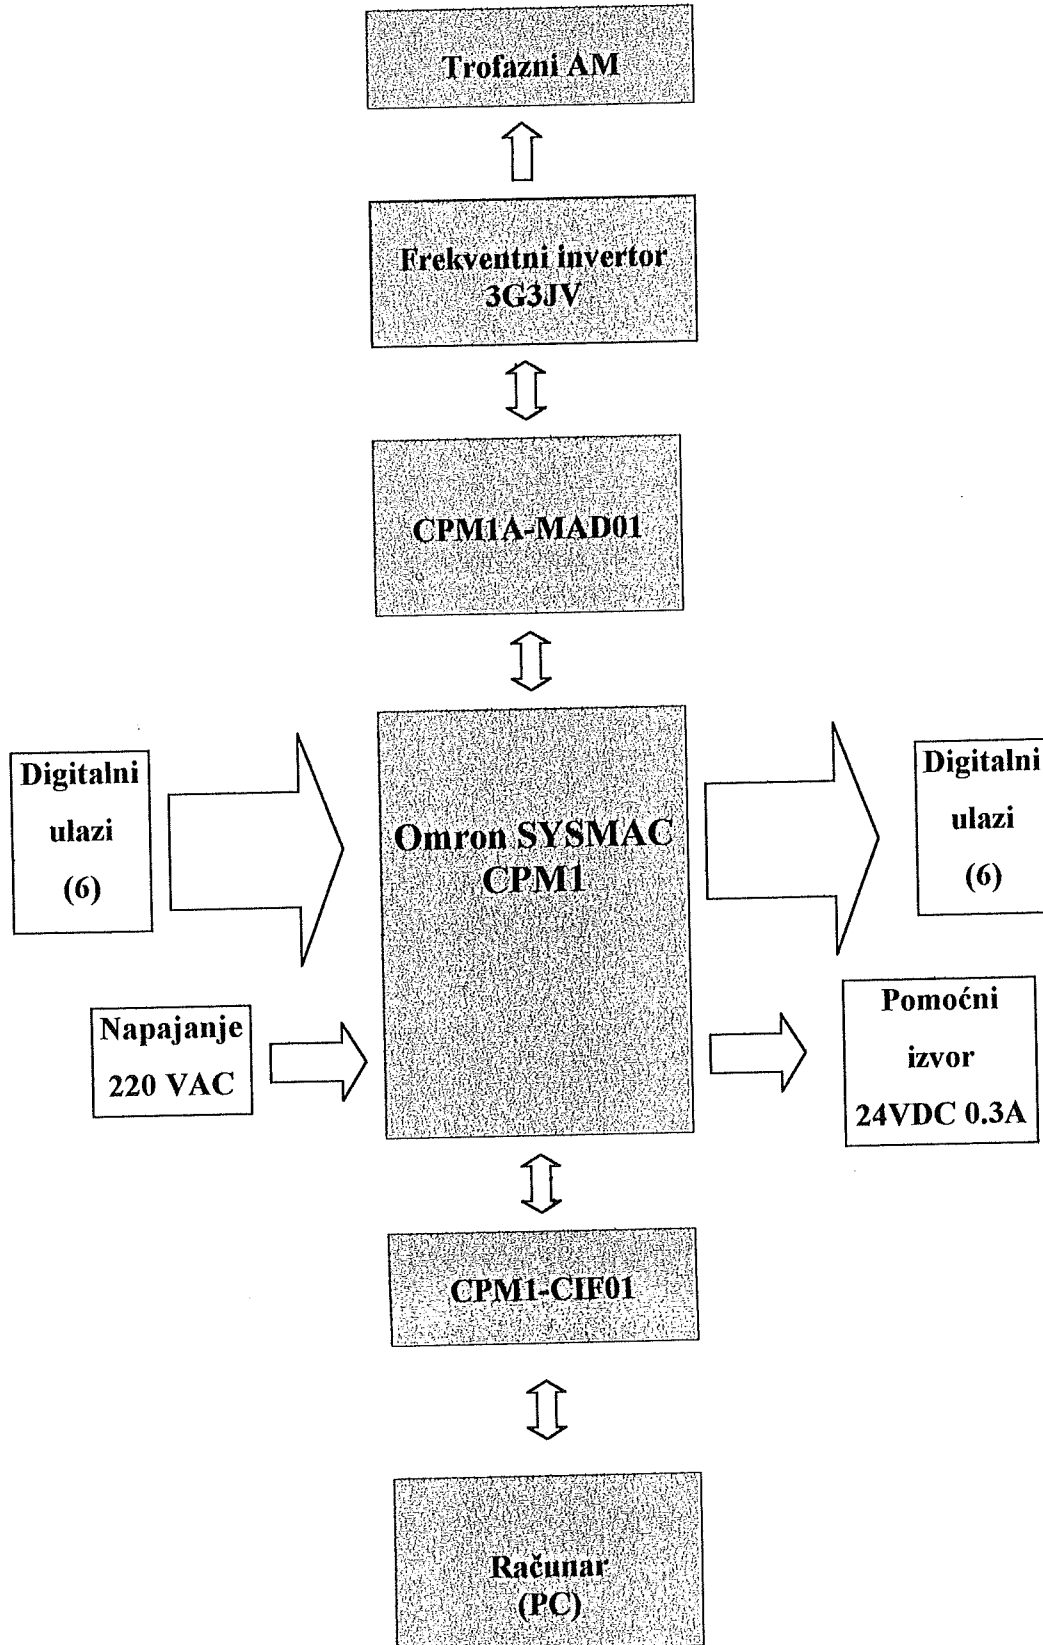 Trofazni AM
Frekventni invertor
3G3JV
CPM1A-MAD01
Digitalni
ulazi
(6)
Omron SYSMAC
CPM1
Digitalni
ulazi
(6)
Napajanje
220 VAC
Pomoćni
izvor
24VDC 0.3A
CPM1-CIF01
Računar
(PC)